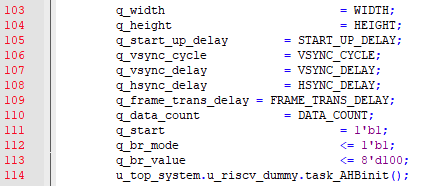 103 q_width = WIDTH;
104 q_height = HEIGHT;
105 q_start_up_delay = START_UP_DELAY;
106 q_vsync_cycle = VSYNC_CYCLE;
107 q_vsync_delay = VSYNC_DELAY;
108 q_hsync_delay = HSYNC_DELAY;
109 q_frame_trans_delay = FRAME_TRANS_DELAY;
110 q_data_count = DATA_COUNT;
111 q_start = 1'b1;
112 q_br_mode <= 1'b1;
113 q_br_value <= 8'd100;
114 u_top_system.u_riscv_dummy.task_AHBinit();